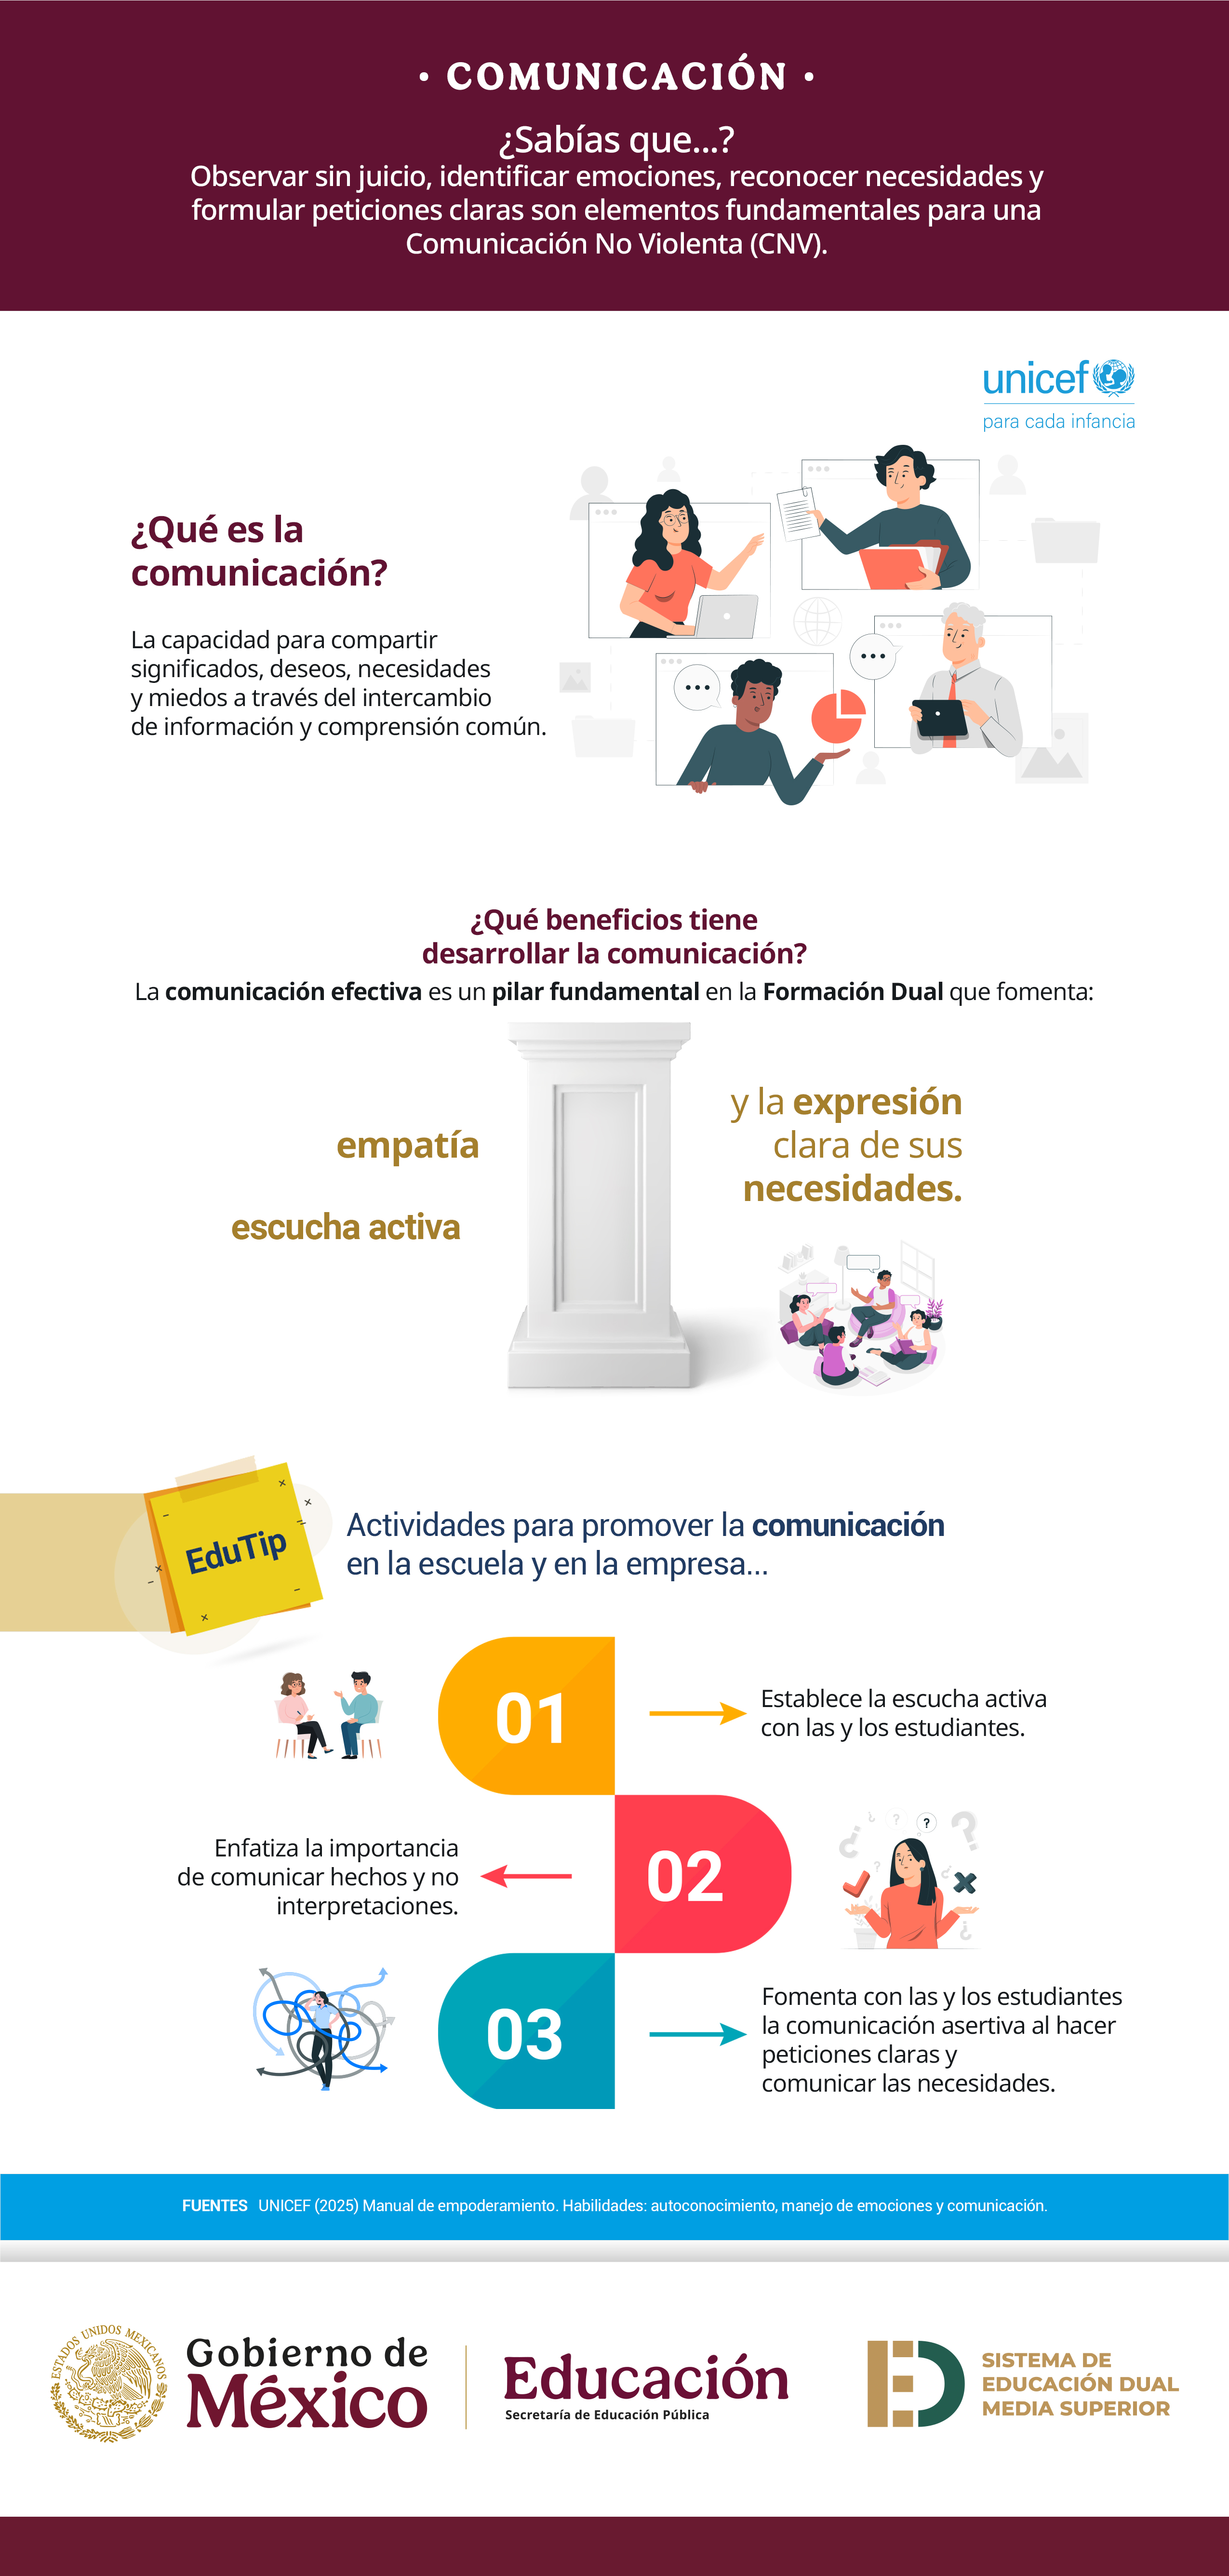 • COMUNICACIÓN •
¿Sabías que...?
Observar sin juicio, identificar emociones, reconocer necesidades y
formular peticiones claras son elementos fundamentales para una
Comunicación No Violenta (CNV).
unicef
para cada infancia
¿Qué es la
comunicación?
La capacidad para compartir
significados, deseos, necesidades
y miedos a través del intercambio
de información y comprensión común.
¿Qué beneficios tiene
desarrollar la comunicación?
La comunicación efectiva es un pilar fundamental en la Formación Dual que fomenta:
empatía
escucha activa
y la expresión
clara de sus
necesidades.
EduTip
Actividades para promover la comunicación
en la escuela y en la empresa...
01
Establece la escucha activa
con las y los estudiantes.
Enfatiza la importancia
de comunicar hechos y no
interpretaciones.
02
03
Fomenta con las y los estudiantes
la comunicación asertiva al hacer
peticiones claras y
comunicar las necesidades.
FUENTES UNICEF (2025) Manual de empoderamiento. Habilidades: autoconocimiento, manejo de emociones y comunicación.
ESTADOS UNIDOS MEXICANOS
Gobierno de
México
Educación
Secretaría de Educación Pública
ED
SISTEMA DE
EDUCACIÓN DUAL
MEDIA SUPERIOR